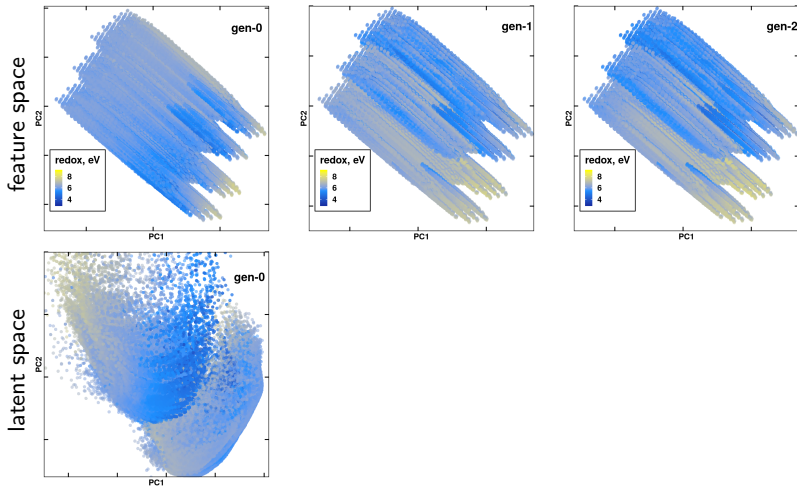 feature space
gen-0
PC2
redox, eV
8
6
4
PC1
gen-1
PC2
redox, eV
8
6
4
PC1
gen-2
PC2
redox, eV
8
6
4
PC1
latent space
gen-0
PC2
PC1